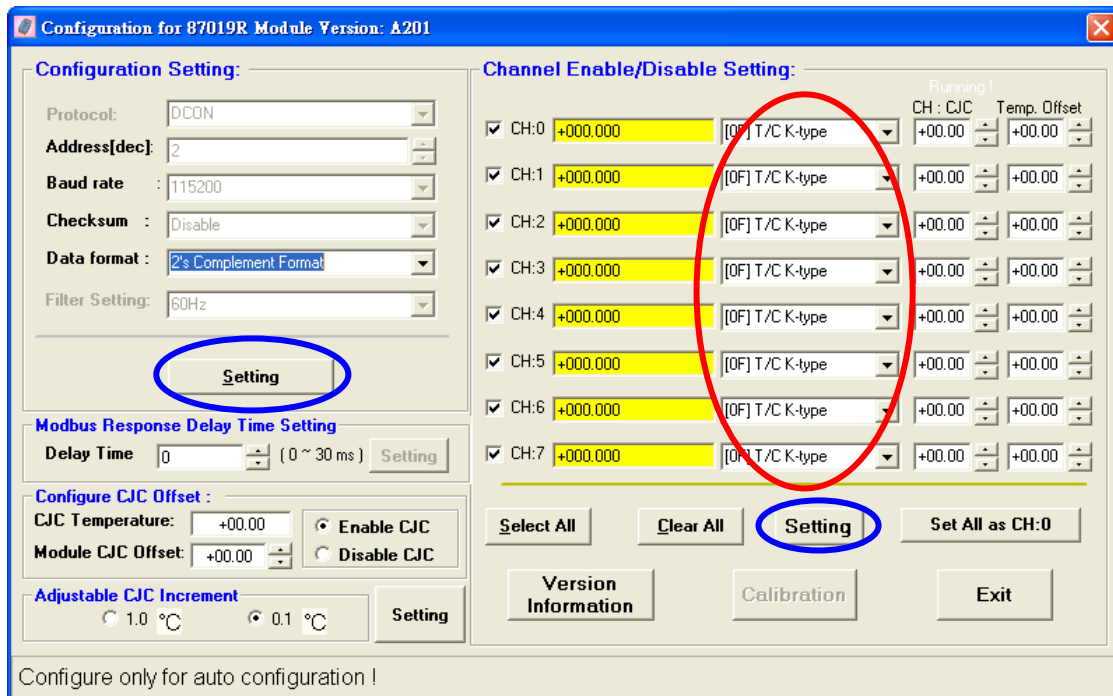 Configuration for 87019R Module Version: A201
Configuration Setting:
Protocol: DCON
Address[dec]: 2
Baud rate : 115200
Checksum : Disable
Data format : 2's Complement Format
Filter Setting: 60Hz
Setting
Modbus Response Delay Time Setting
Delay Time 0 ( 0 ~ 30 ms ) Setting
Configure CJC Offset :
CJC Temperature: +00.00
Module CJC Offset: +00.00
Enable CJC
Disable CJC
Adjustable CJC Increment
1.0 °C 0.1 °C
Setting
Channel Enable/Disable Setting:
Running !
CH : CJC Temp. Offset
CH:0 +000.000 [0F] T/C K-type +00.00 +00.00
CH:1 +000.000 [0F] T/C K-type +00.00 +00.00
CH:2 +000.000 [0F] T/C K-type +00.00 +00.00
CH:3 +000.000 [0F] T/C K-type +00.00 +00.00
CH:4 +000.000 [0F] T/C K-type +00.00 +00.00
CH:5 +000.000 [0F] T/C K-type +00.00 +00.00
CH:6 +000.000 [0F] T/C K-type +00.00 +00.00
CH:7 +000.000 [0F] T/C K-type +00.00 +00.00
Select All Clear All Setting Set All as CH:0
Version Information
Calibration
Exit
Configure only for auto configuration !